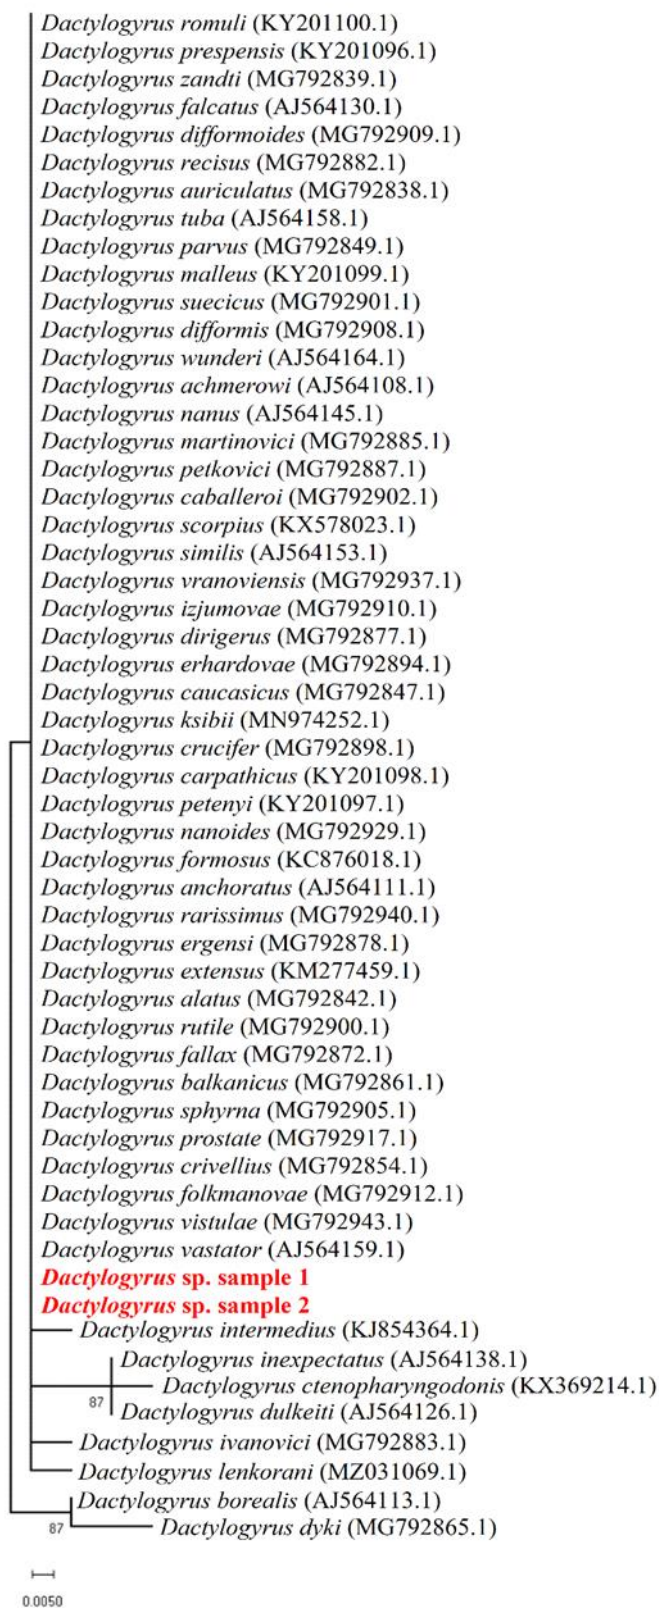 Dactylogyrus romuli (KY201100.1)
Dactylogyrus prespensis (KY201096.1)
Dactylogyrus zandti (MG792839.1)
Dactylogyrus falcatus (AJ564130.1)
Dactylogyrus difformoides (MG792909.1)
Dactylogyrus recisus (MG792882.1)
Dactylogyrus auriculatus (MG792838.1)
Dactylogyrus tuba (AJ564158.1)
Dactylogyrus parvus (MG792849.1)
Dactylogyrus malleus (KY201099.1)
Dactylogyrus suecicus (MG792901.1)
Dactylogyrus difformis (MG792908.1)
Dactylogyrus wunderi (AJ564164.1)
Dactylogyrus achmerowi (AJ564108.1)
Dactylogyrus nanus (AJ564145.1)
Dactylogyrus martinovici (MG792885.1)
Dactylogyrus petkovici (MG792887.1)
Dactylogyrus caballeroi (MG792902.1)
Dactylogyrus scorpius (KX578023.1)
Dactylogyrus similis (AJ564153.1)
Dactylogyrus vranoviensis (MG792937.1)
Dactylogyrus izjumovae (MG792910.1)
Dactylogyrus dirigerus (MG792877.1)
Dactylogyrus erhardovae (MG792894.1)
Dactylogyrus caucasicus (MG792847.1)
Dactylogyrus ksibii (MN974252.1)
Dactylogyrus crucifer (MG792898.1)
Dactylogyrus carpathicus (KY201098.1)
Dactylogyrus petenyi (KY201097.1)
Dactylogyrus nanoides (MG792929.1)
Dactylogyrus formosus (KC876018.1)
Dactylogyrus anchoratus (AJ564111.1)
Dactylogyrus rarissimus (MG792940.1)
Dactylogyrus ergensi (MG792878.1)
Dactylogyrus extensus (KM277459.1)
Dactylogyrus alatus (MG792842.1)
Dactylogyrus rutile (MG792900.1)
Dactylogyrus fallax (MG792872.1)
Dactylogyrus balkanicus (MG792861.1)
Dactylogyrus sphyrna (MG792905.1)
Dactylogyrus prostate (MG792917.1)
Dactylogyrus crivellius (MG792854.1)
Dactylogyrus folkmanovae (MG792912.1)
Dactylogyrus vistulae (MG792943.1)
Dactylogyrus vastator (AJ564159.1)
Dactylogyrus sp. sample 1
Dactylogyrus sp. sample 2
Dactylogyrus intermedius (KJ854364.1)
Dactylogyrus inexpectatus (AJ564138.1)
Dactylogyrus ctenopharyngodonis (KX369214.1)
87
Dactylogyrus dulkeiti (AJ564126.1)
Dactylogyrus ivanovici (MG792883.1)
Dactylogyrus lenkorani (MZ031069.1)
Dactylogyrus borealis (AJ564113.1)
87
Dactylogyrus dyki (MG792865.1)
0.0050